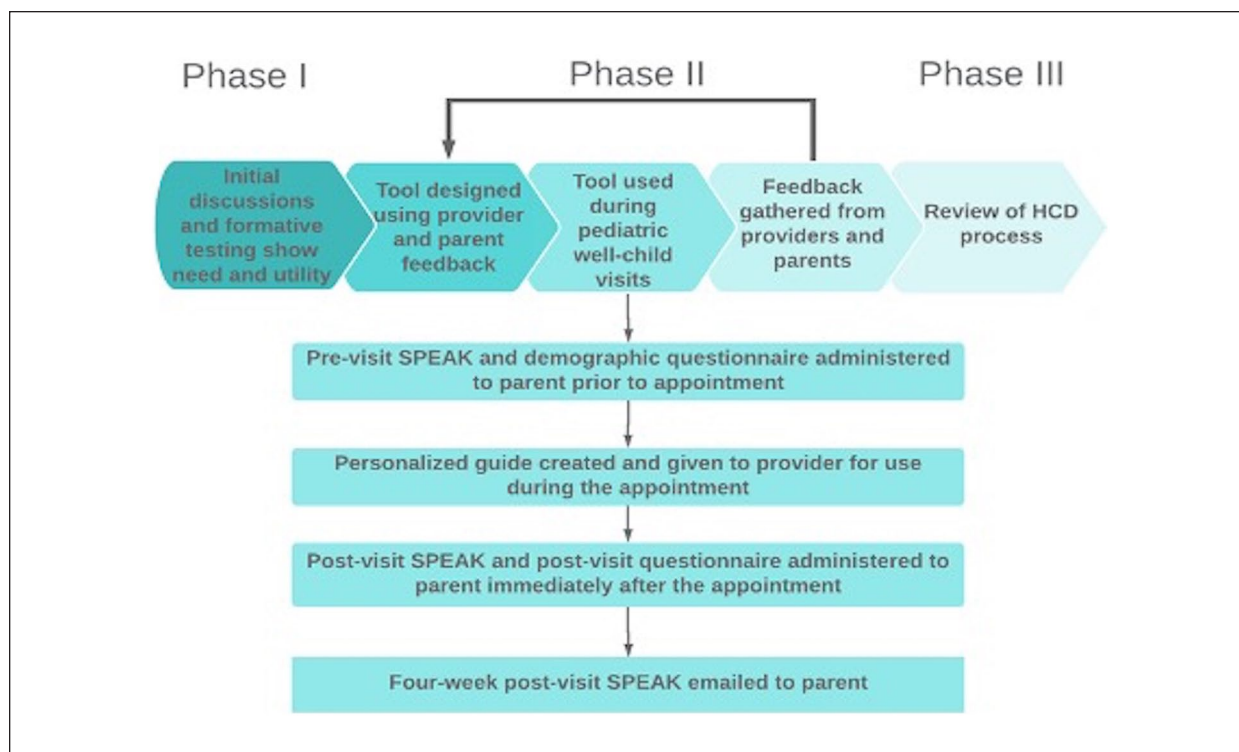 Phase I
Phase II
Phase III
Initial
discussions
and formative
testing show
need and utility
Tool designed
using provider
and parent
feedback
Tool used
during
pediatric
well-child
visits
Feedback
gathered from
providers and
parents
Review of HCD
process
Pre-visit SPEAK and demographic questionnaire administered
to parent prior to appointment
Personalized guide created and given to provider for use
during the appointment
Post-visit SPEAK and post-visit questionnaire administered to
parent immediately after the appointment
Four-week post-visit SPEAK emailed to parent